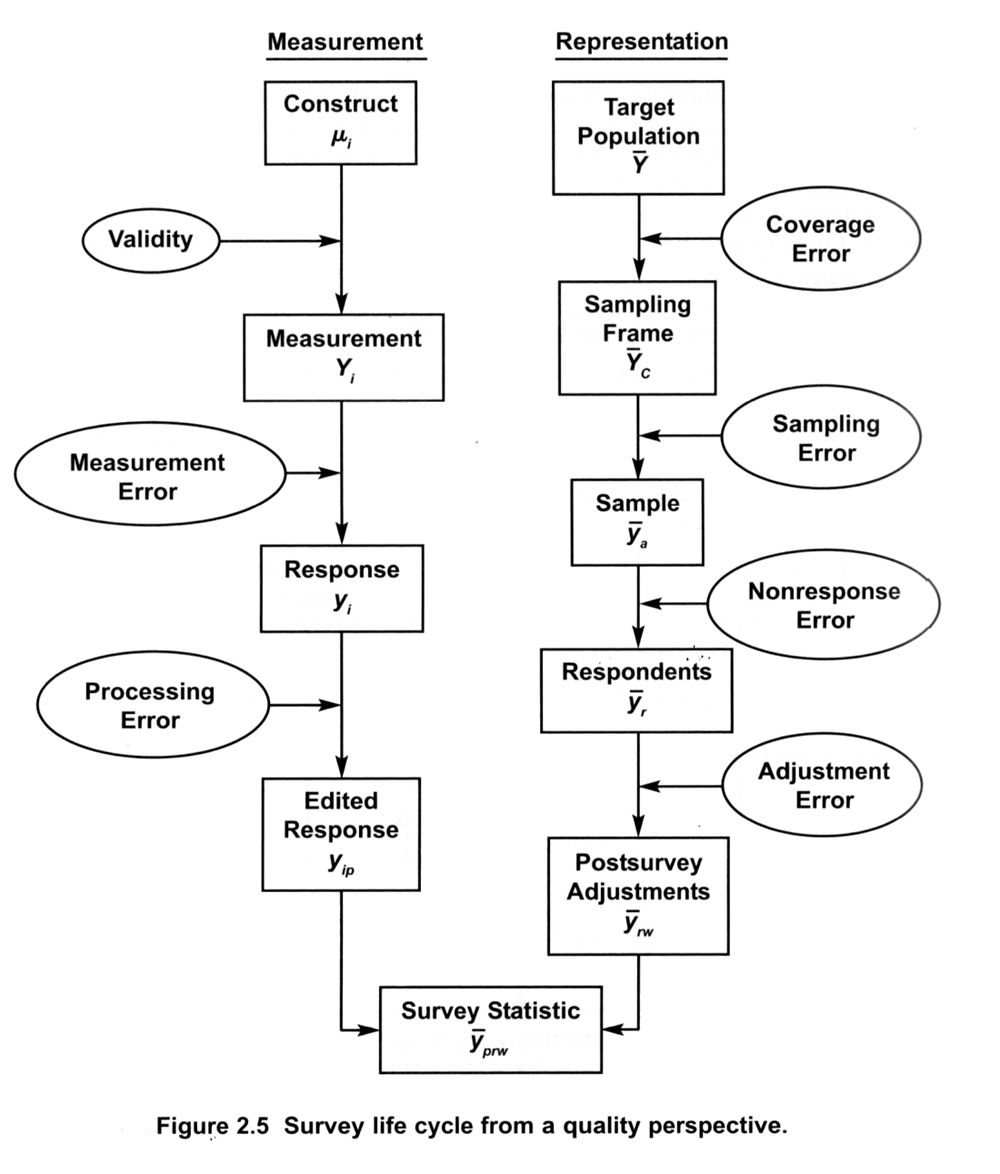 Measurement
Representation
Construct
μi
Target
Population
Ȳ
Validity
Coverage
Error
Measurement
Yi
Sampling
Frame
ȲC
Measurement
Error
Sampling
Error
Response
yi
Sample
ȳa
Nonresponse
Error
Processing
Error
Respondents
ȳr
Edited
Response
yip
Adjustment
Error
Postsurvey
Adjustments
ȳrw
Survey Statistic
ȳprw
Figure 2.5 Survey life cycle from a quality perspective.